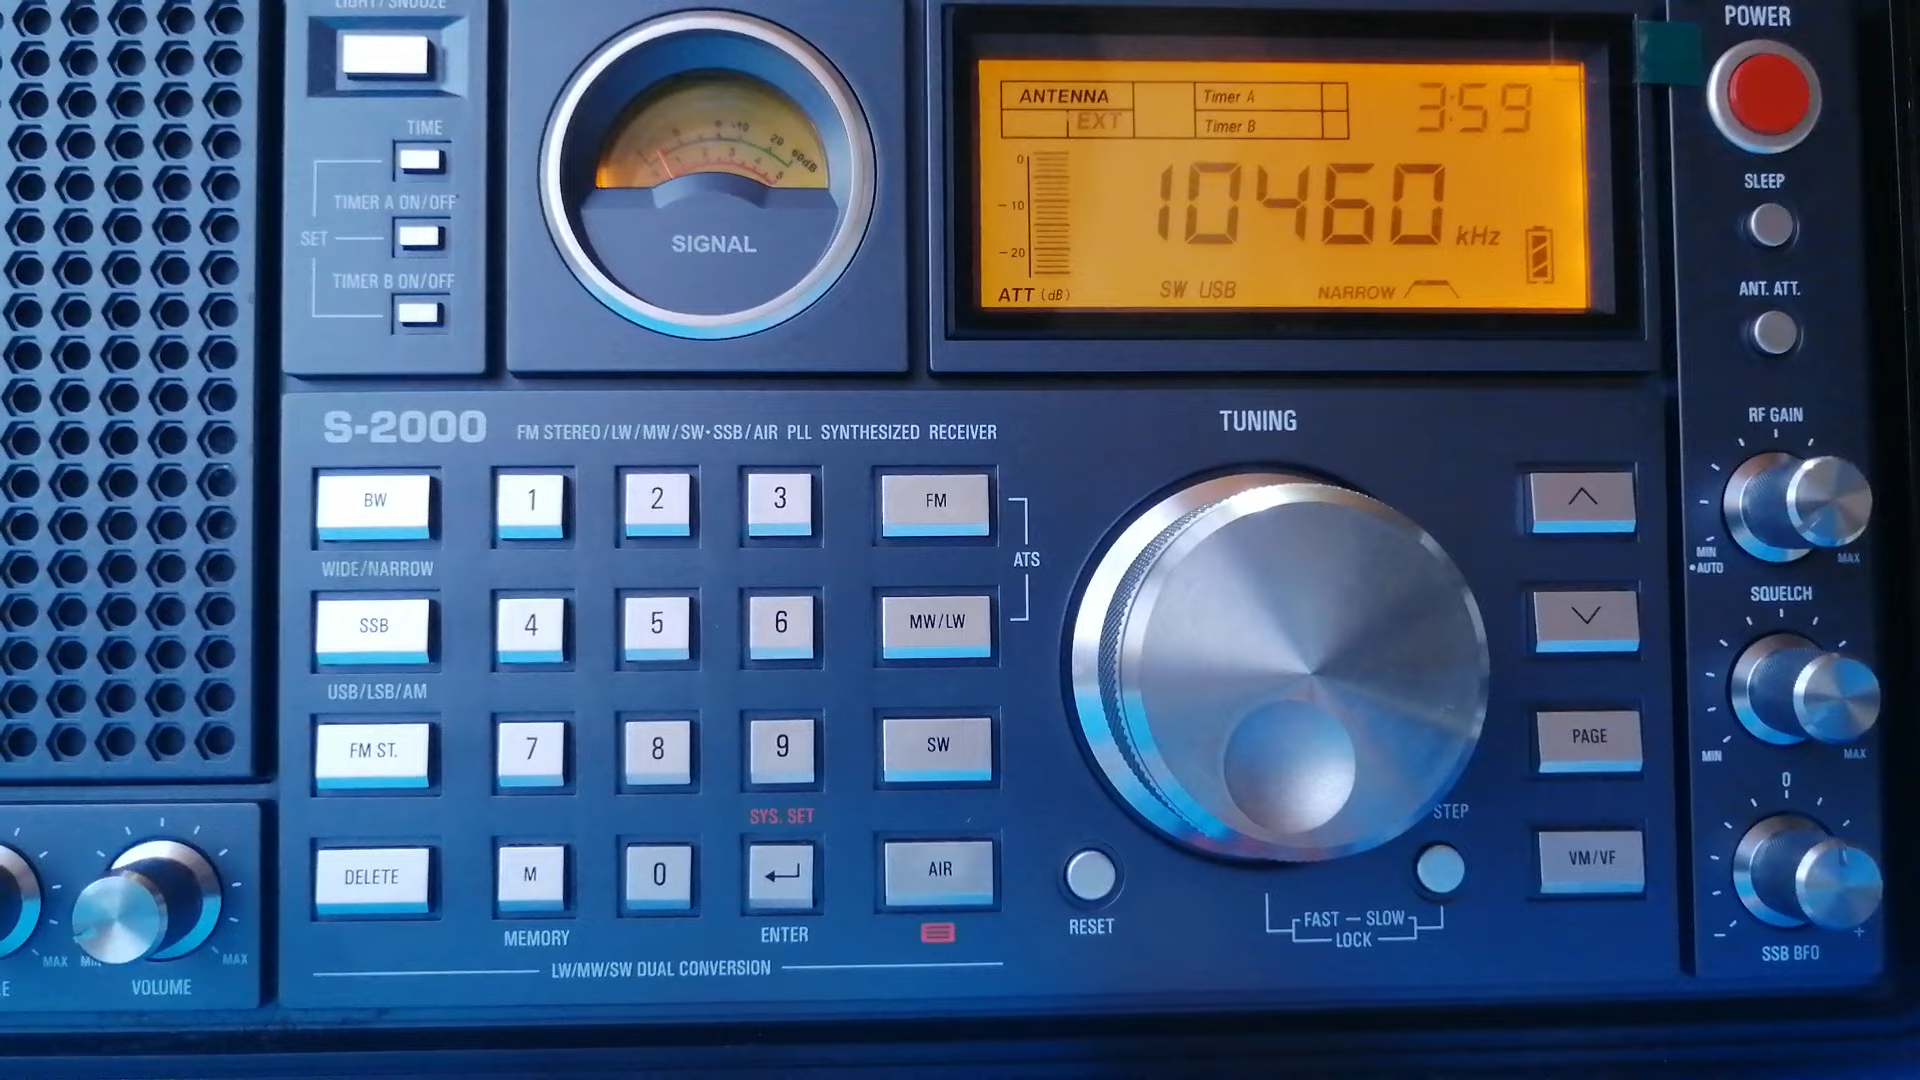 LIGHT/SNOOZE
TIME
TIMER A ON/OFF
SET
TIMER B ON/OFF
SIGNAL
ANTENNA
EXT
Timer A
Timer B
3:59
0
-10
-20
10460 kHz
ATT (dB)
SW USB
NARROW
POWER
SLEEP
ANT. ATT.
S-2000
FM STEREO/LW/MW/SW·SSB/AIR PLL SYNTHESIZED RECEIVER
TUNING
BW
1
2
3
FM
WIDE/NARROW
ATS
SSB
4
5
6
MW/LW
USB/LSB/AM
FM ST.
7
8
9
SW
SYS. SET
DELETE
M
0
AIR
MEMORY
ENTER
LW/MW/SW DUAL CONVERSION
RESET
STEP
FAST — SLOW
LOCK
PAGE
VM/VF
RF GAIN
MIN
•AUTO
MAX
SQUELCH
MIN
MAX
0
- +
SSB BFO
MAX
MIN
MAX
VOLUME